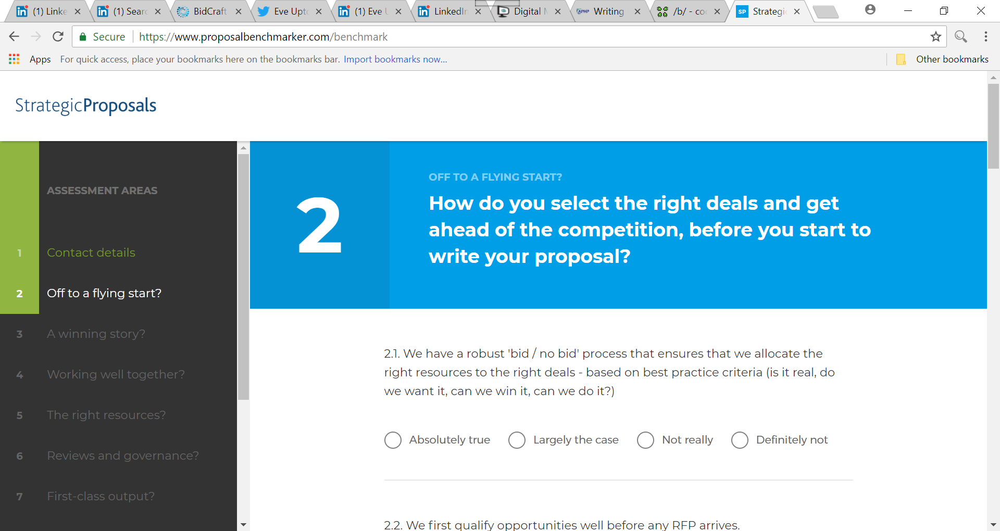 (1) Linke
(1) Sear
BidCraft
Eve Upt
(1) Eve
LinkedIn
Digital
Writing
/b/ - co
SP
Strategi
Secure
https://www.proposalbenchmarker.com/benchmark
Apps
For quick access, place your bookmarks here on the bookmarks bar. Import bookmarks now...
Other bookmarks
StrategicProposals
ASSESSMENT AREAS
1 Contact details
2 Off to a flying start?
3 A winning story?
4 Working well together?
5 The right resources?
6 Reviews and governance?
7 First-class output?
2
OFF TO A FLYING START?
How do you select the right deals and get
ahead of the competition, before you start to
write your proposal?
2.1. We have a robust 'bid / no bid' process that ensures that we allocate the
right resources to the right deals - based on best practice criteria (is it real, do
we want it, can we win it, can we do it?)
Absolutely true
Largely the case
Not really
Definitely not
2.2. We first qualify opportunities well before any RFP arrives.